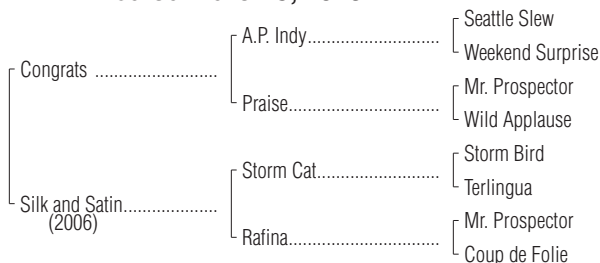 Seattle Slew
A.P. Indy
Weekend Surprise
Congrats
Mr. Prospector
Praise
Wild Applause
Storm Bird
Storm Cat
Terlingua
Silk and Satin
(2006)
Mr. Prospector
Rafina
Coup de Folie